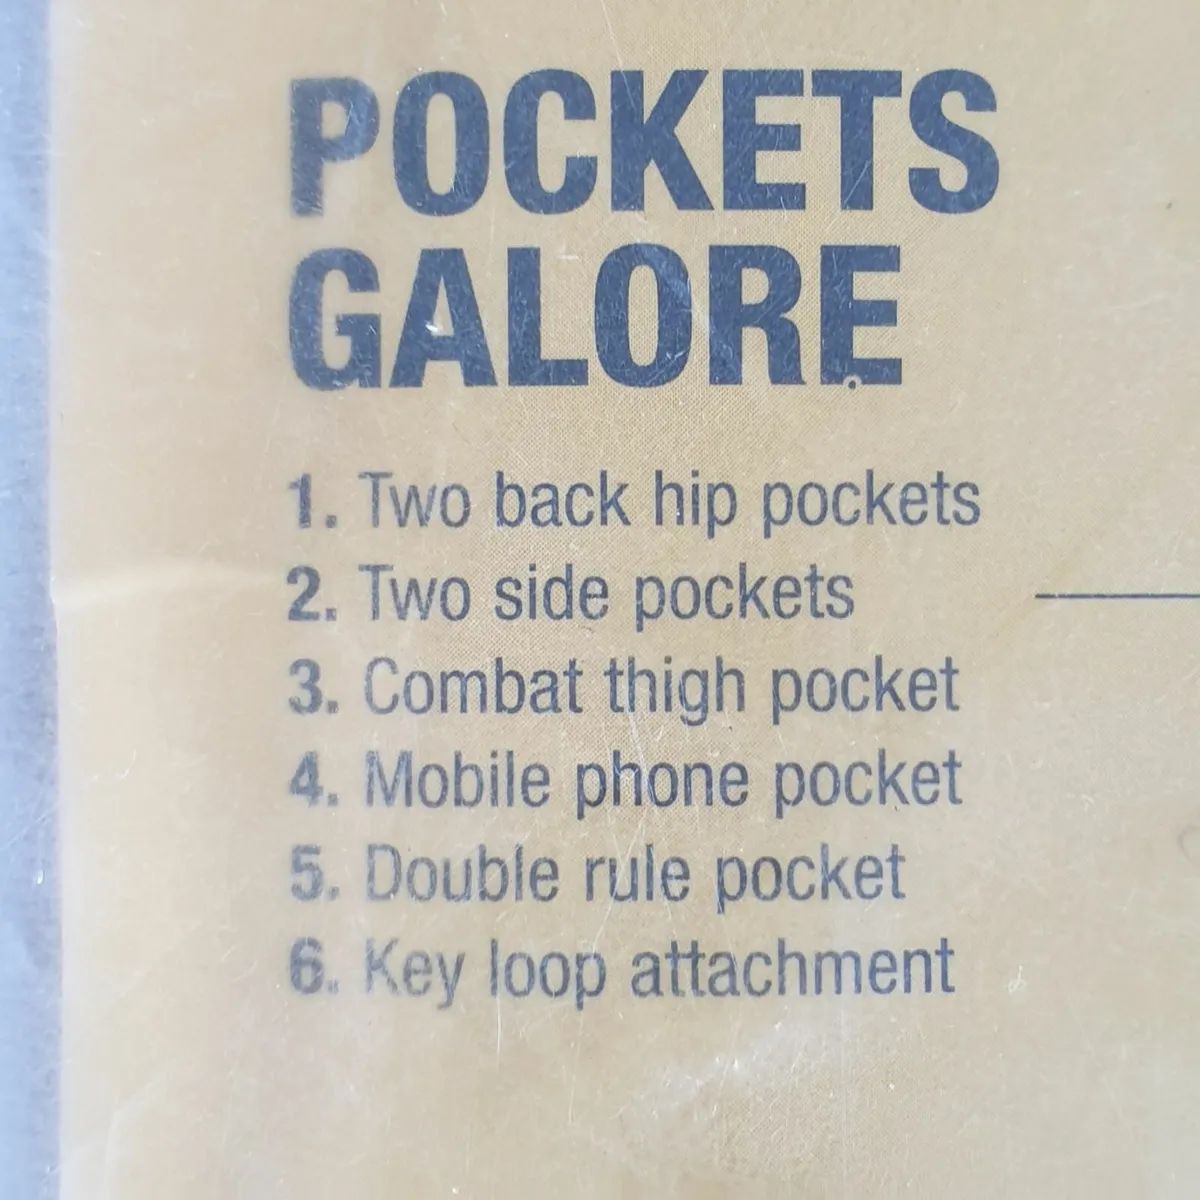 POCKETS
GALORE
1. Two back hip pockets
2. Two side pockets
3. Combat thigh pocket
4. Mobile phone pocket
5. Double rule pocket
6. Key loop attachment